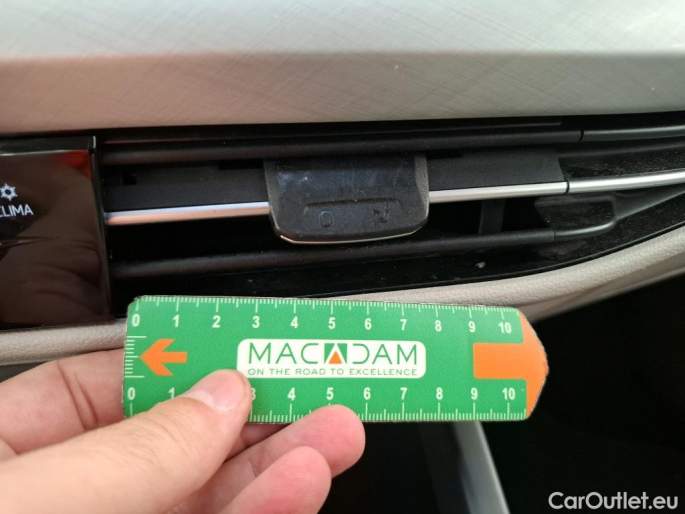 CLIMA
0 1 2 3 4 5 6 7 8 9 10
MACADAM
ON THE ROAD TO EXCELLENCE
0 1 3 4 5 6 7 8 9 10
CarOutlet.eu